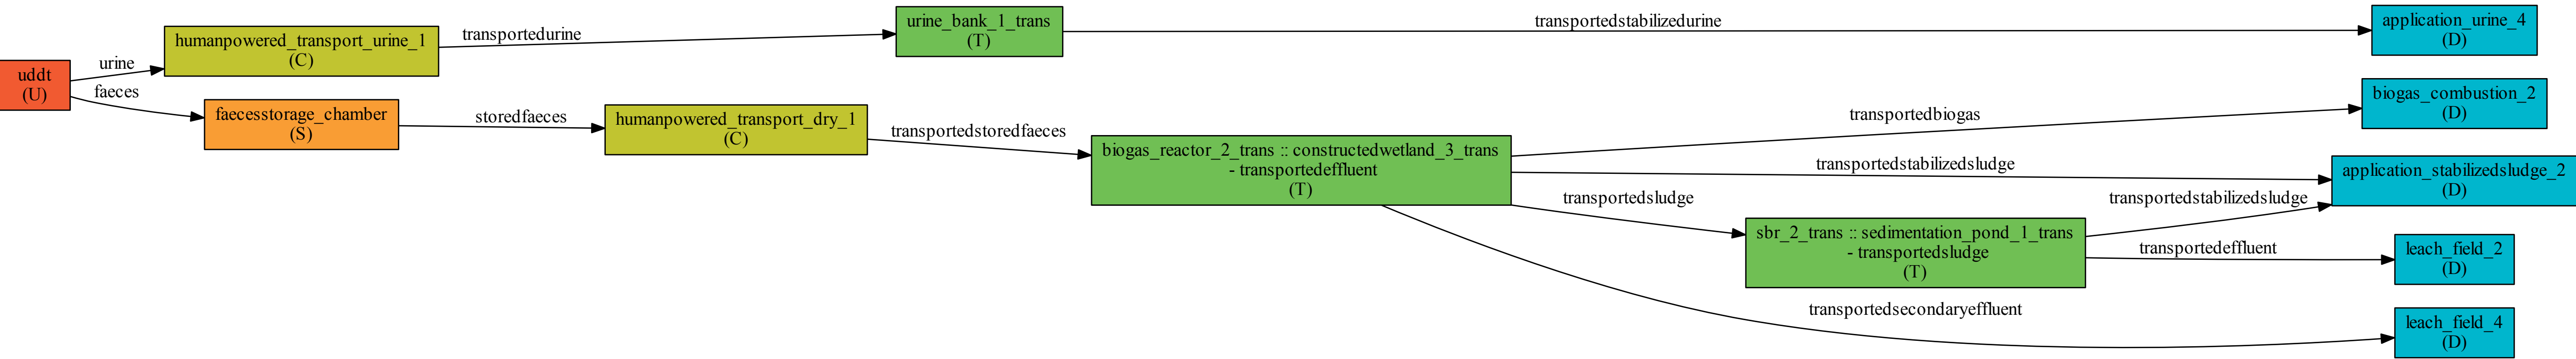 uddt
(U)
urine
faeces
humanpowered_transport_urine_1
(C)
transportedurine
urine_bank_1_trans
(T)
transportedstabilizedurine
application_urine_4
(D)
faecesstorage_chamber
(S)
storedfaeces
humanpowered_transport_dry_1
(C)
transportedstoredfaeces
biogas_reactor_2_trans :: constructedwetland_3_trans
- transportedeffluent
(T)
transportedbiogas
biogas_combustion_2
(D)
transportedstabilizedsludge
application_stabilizedsludge_2
(D)
transportedsludge
sbr_2_trans :: sedimentation_pond_1_trans
- transportedsludge
(T)
transportedstabilizedsludge
transportedeffluent
leach_field_2
(D)
transportedsecondaryeffluent
leach_field_4
(D)